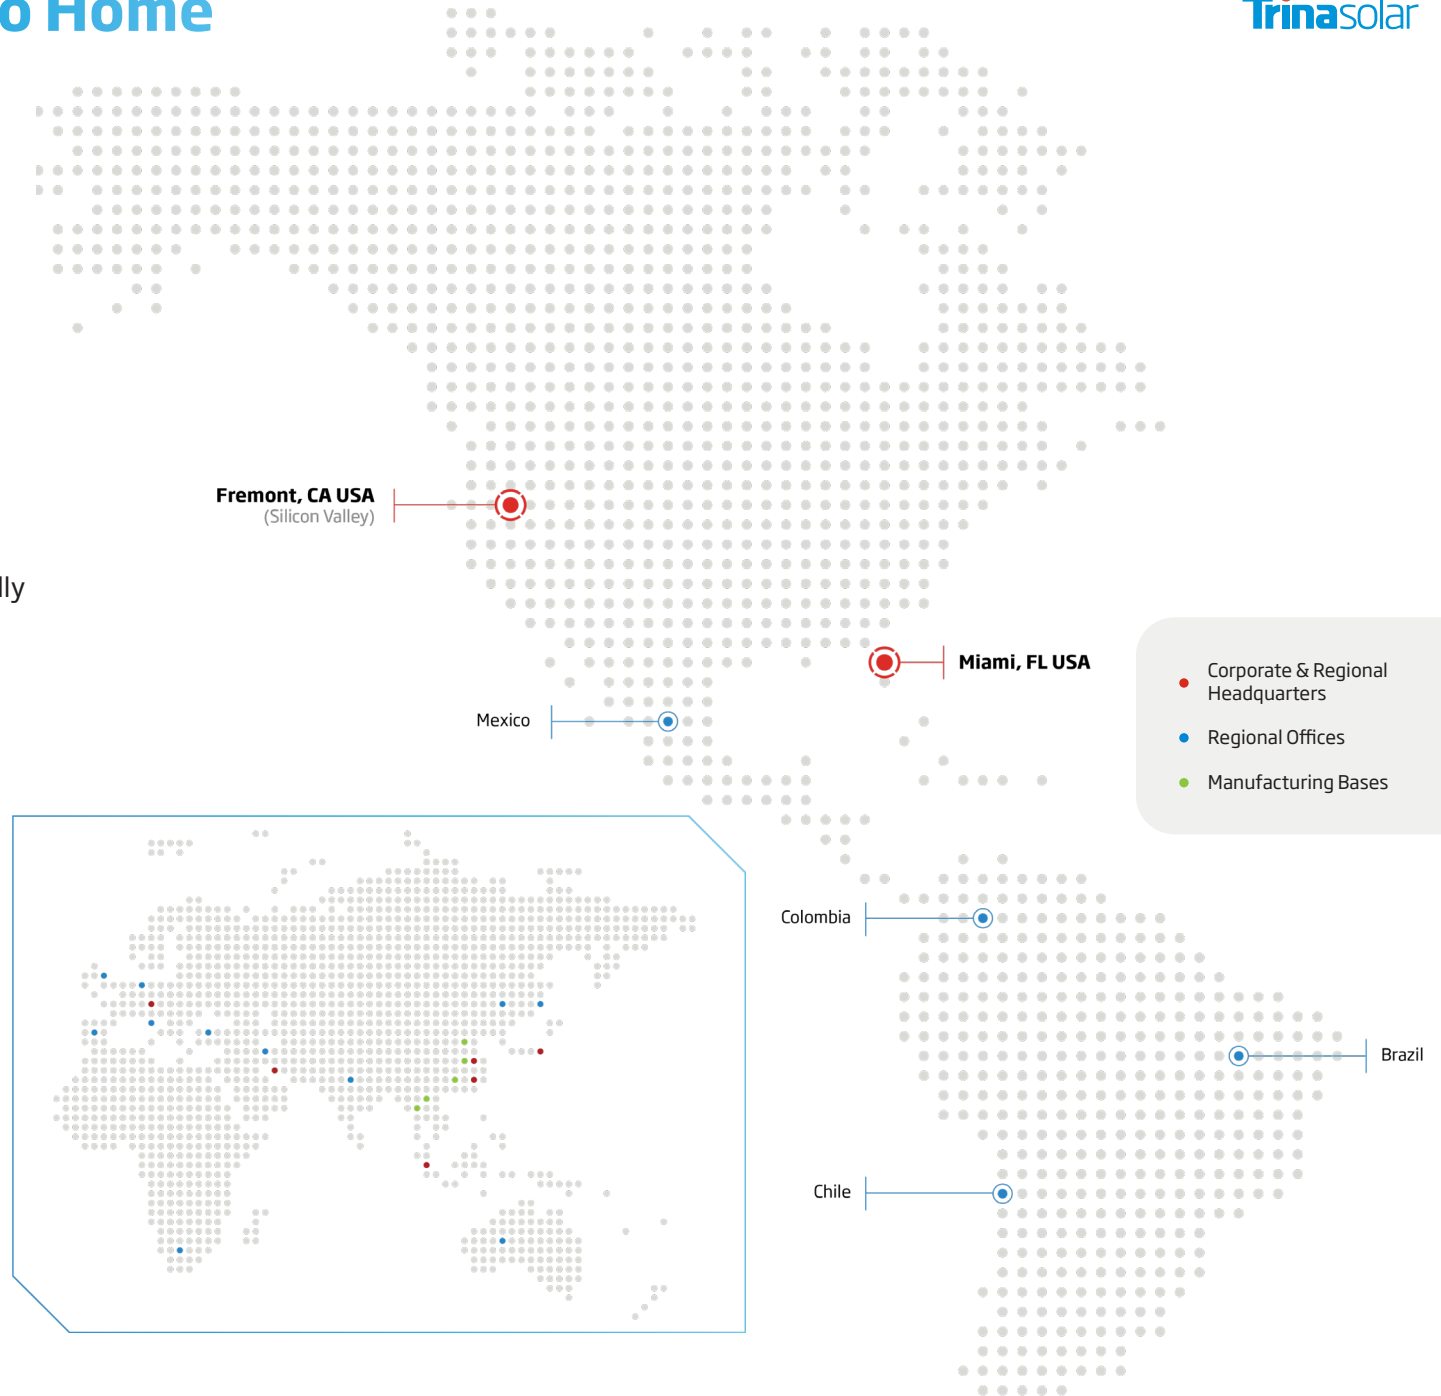 o Home
Trinasolar
Fremont, CA USA
(Silicon Valley)
lly
Miami, FL USA
Corporate & Regional
Headquarters
Mexico
Regional Offices
Manufacturing Bases
Colombia
Brazil
Chile